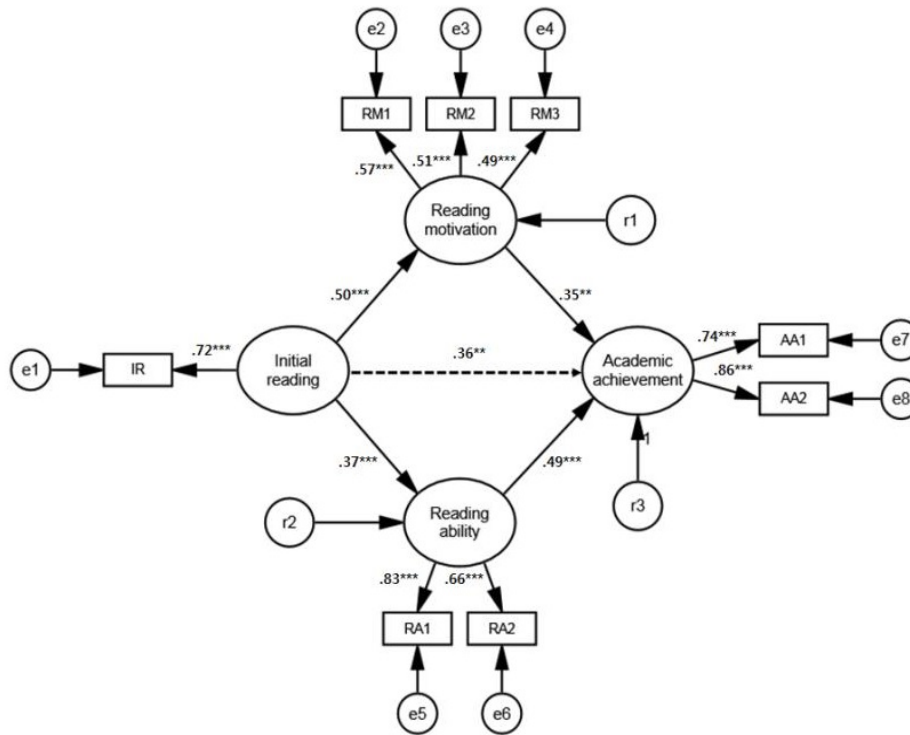 e2
e3
e4
RM1
RM2
RM3
.57***
.51***
.49***
Reading
motivation
r1
.50***
.35**
e1
IR
.72***
Initial
reading
.36**
Academic
achievement
.74***
AA1
e7
.86***
AA2
e8
.37***
.49***
1
r2
Reading
ability
r3
.83***
.66***
RA1
RA2
e5
e6